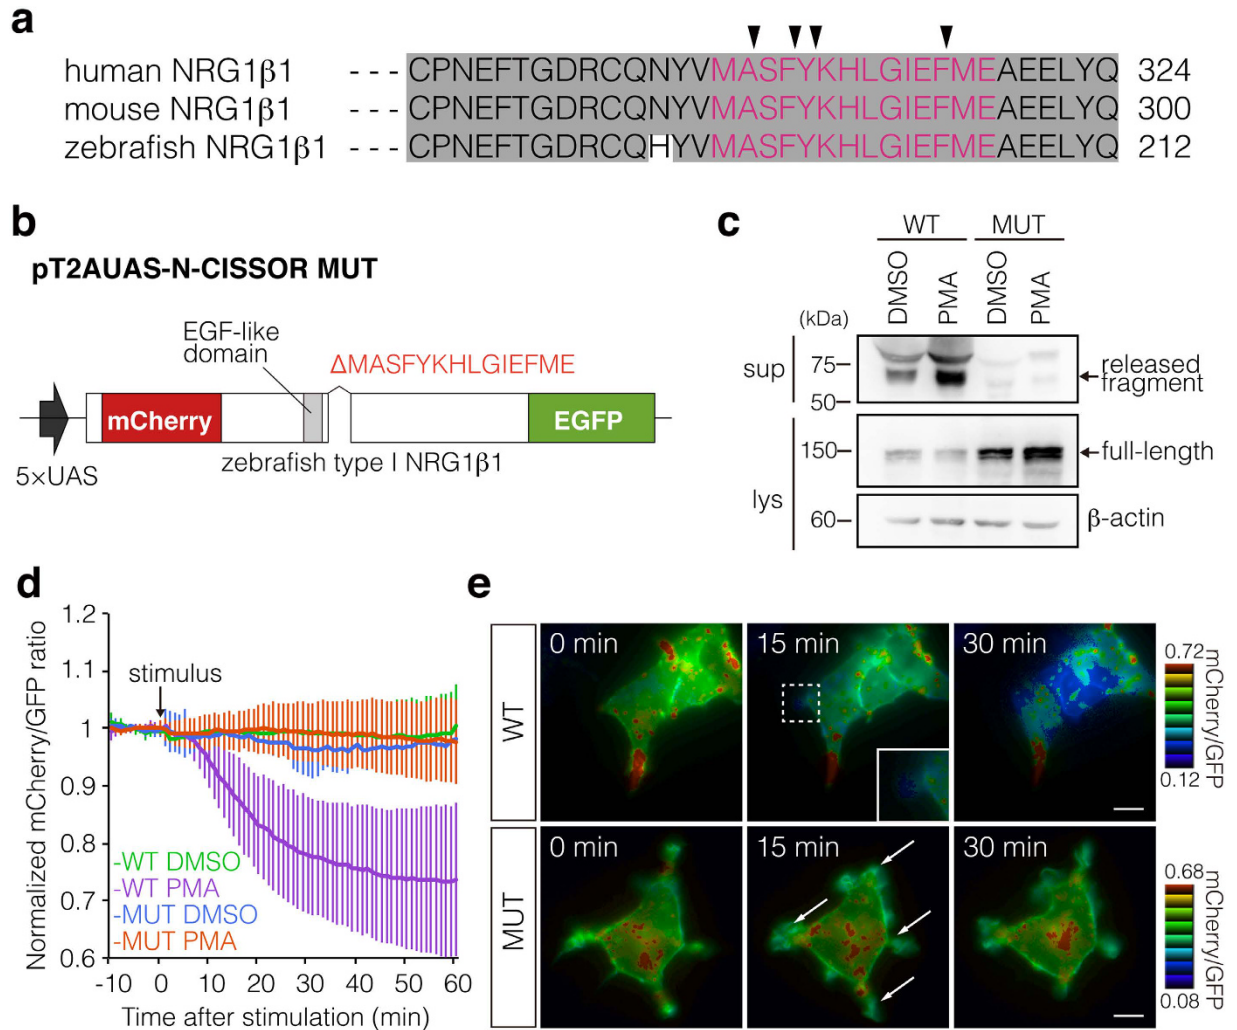 a
human NRG1β1 - - - CPNEFTGDRCQNYVMASFYKHLGIEFMEAEELYQ 324
mouse NRG1β1 - - - CPNEFTGDRCQNYVMASFYKHLGIEFMEAEELYQ 300
zebrafish NRG1β1 - - - CPNEFTGDRCQHYVMASFYKHLGIEFMEAEELYQ 212
b
pT2AUAS-N-CISSOR MUT
EGF-like
domain
ΔMASFYKHLGIEFME
mCherry
EGFP
5×UAS
zebrafish type I NRG1β1
c
WT MUT
DMSO PMA DMSO PMA
(kDa)
sup
75
50
released
fragment
lys
150
full-length
60
β-actin
d
Normalized mCherry/GFP ratio
1.2
1.1
1
0.9
0.8
0.7
0.6
stimulus
-WT DMSO
-WT PMA
-MUT DMSO
-MUT PMA
-10 0 10 20 30 40 50 60
Time after stimulation (min)
e
WT
0 min 15 min 30 min
0.72
mCherry/GFP
0.12
MUT
0 min 15 min 30 min
0.68
mCherry/GFP
0.08